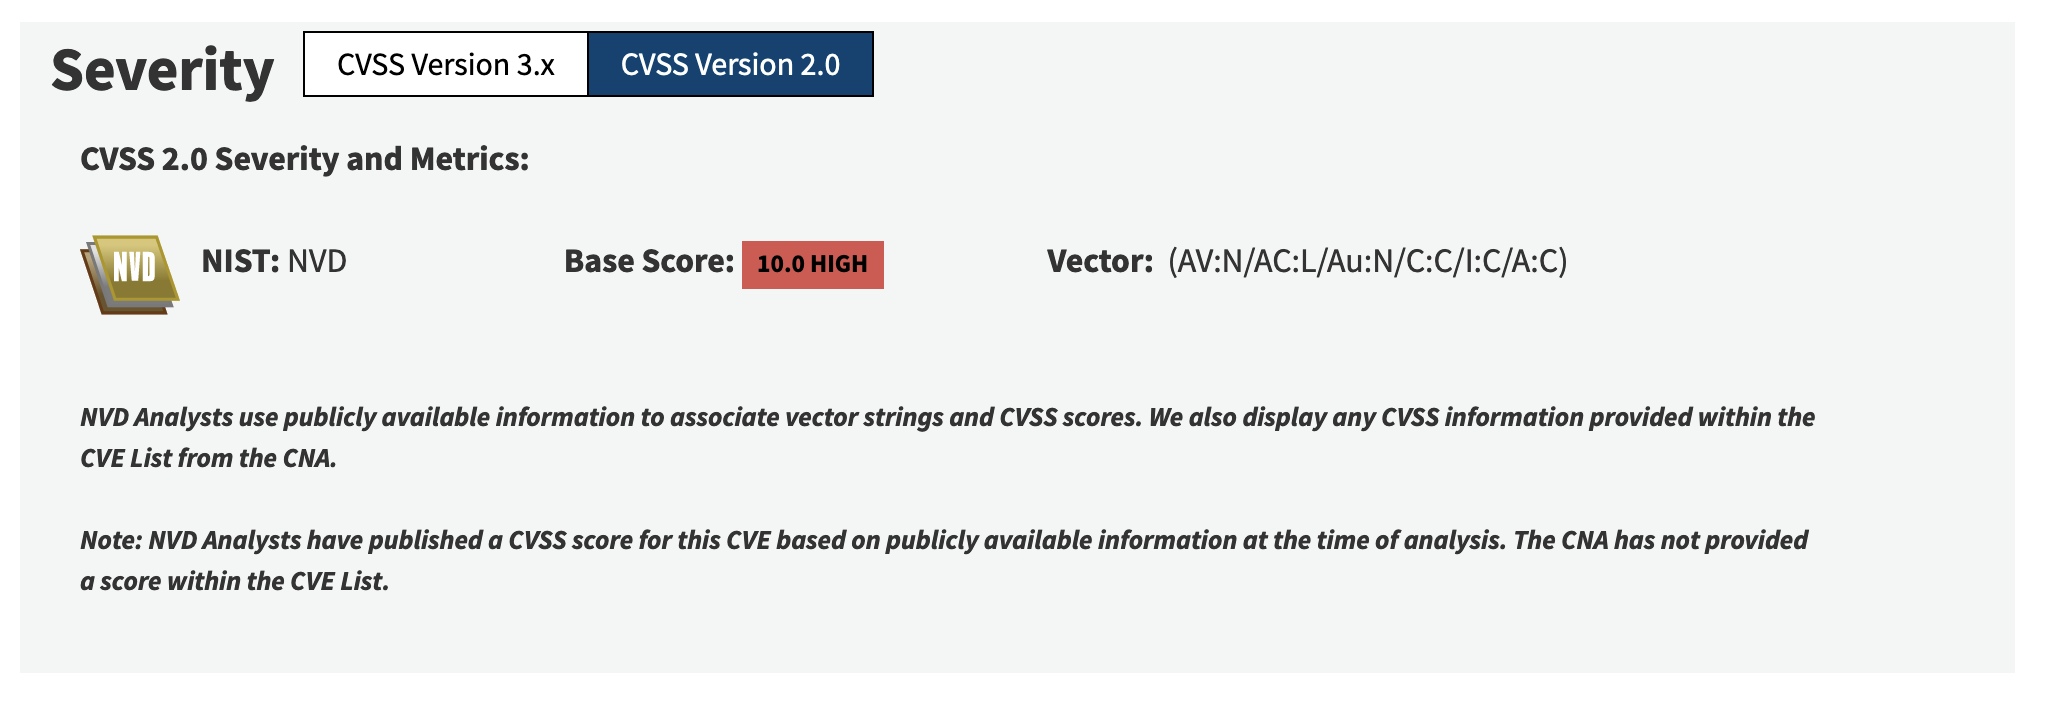 Severity CVSS Version 3.x CVSS Version 2.0
CVSS 2.0 Severity and Metrics:
NVD NIST: NVD Base Score: 10.0 HIGH Vector: (AV:N/AC:L/Au:N/C:C/I:C/A:C)
NVD Analysts use publicly available information to associate vector strings and CVSS scores. We also display any CVSS information provided within the
CVE List from the CNA.
Note: NVD Analysts have published a CVSS score for this CVE based on publicly available information at the time of analysis. The CNA has not provided
a score within the CVE List.